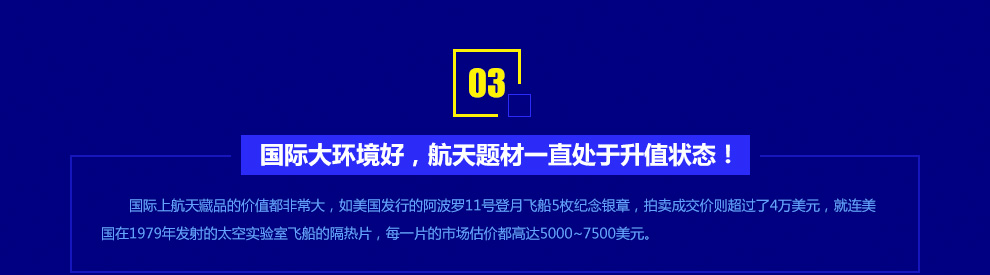 03
国际大环境好，航天题材一直处于升值状态！
国际上航天藏品的价值都非常大，如美国发行的阿波罗11号登月飞船5枚纪念银章，拍卖成交价则超过了4万美元，就连美
国在1979年发射的太空实验室飞船的隔热片，每一片的市场估价都高达5000~7500美元。